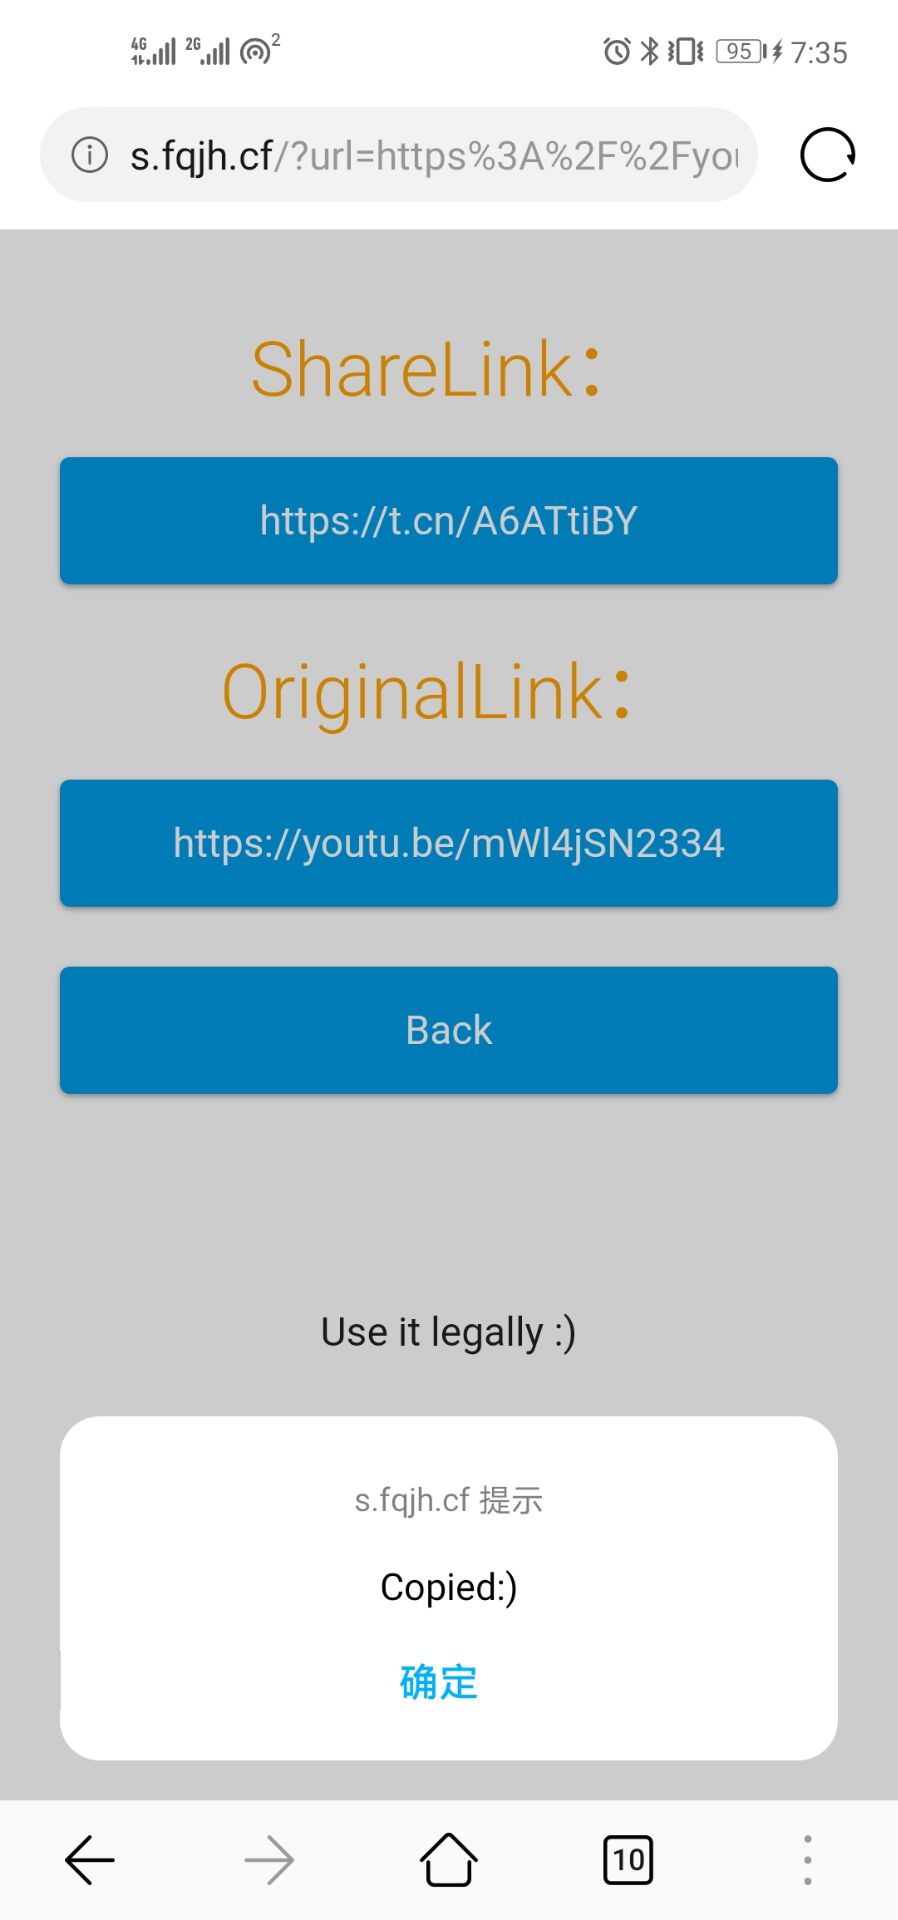 4G 2G 2 95 7:35
s.fqjh.cf/?url=https%3A%2F%2Fyou
ShareLink：
https://t.cn/A6ATtiBY
OriginalLink：
https://youtu.be/mWl4jSN2334
Back
Use it legally :)
s.fqjh.cf 提示
Copied:)
确定
10